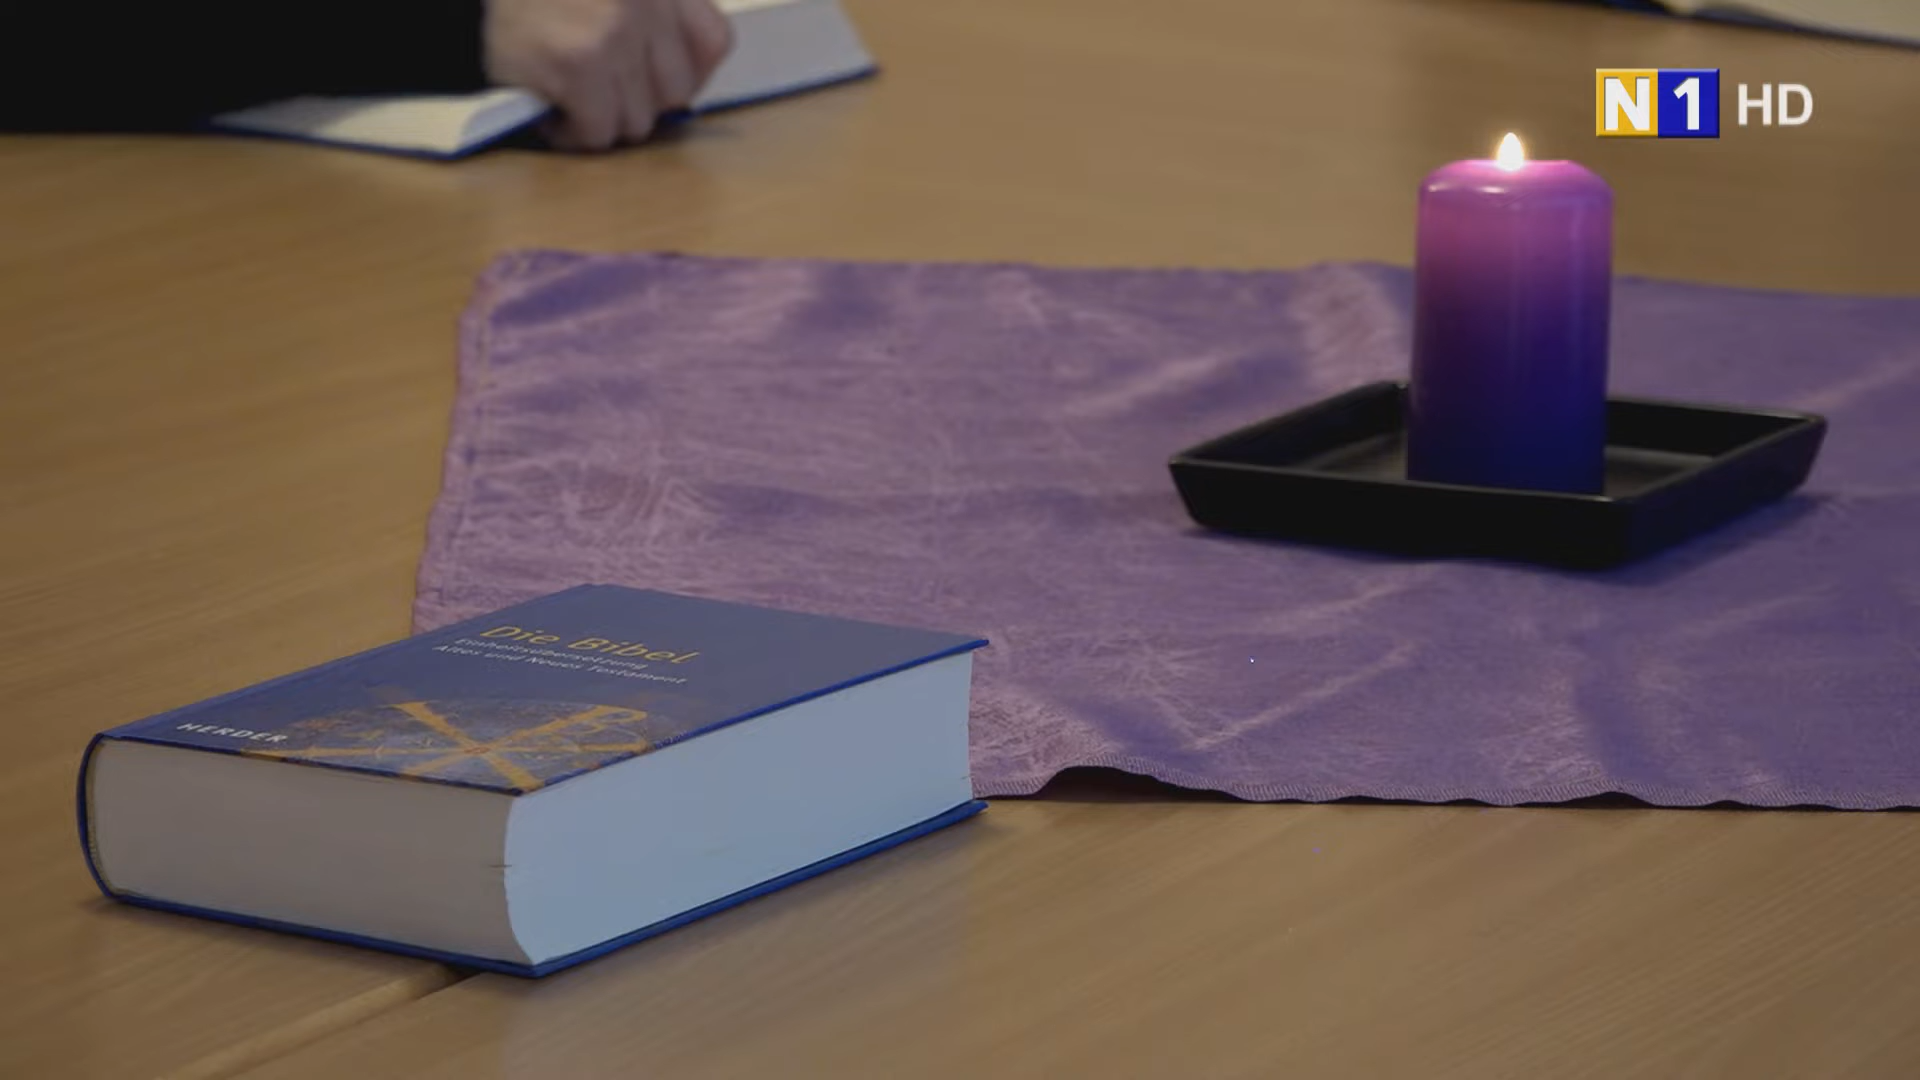 N1 HD
Die Bibel
Einheitsübersetzung
Altes und Neues Testament
HERDER